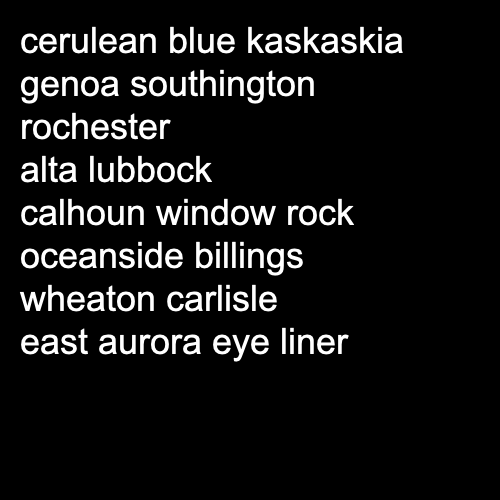 cerulean blue kaskaskia
genoa southington
rochester
alta lubbock
calhoun window rock
oceanside billings
wheaton carlisle
east aurora eye liner